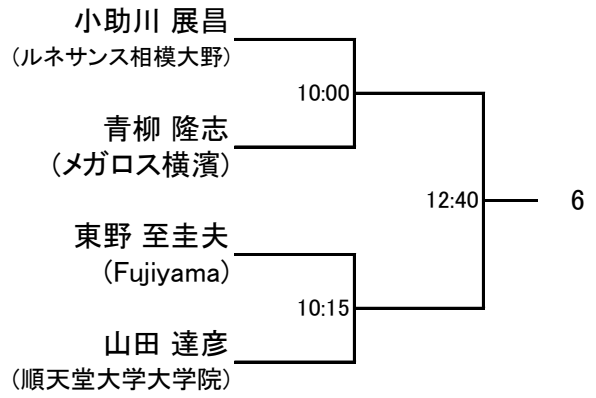 小助川 展昌
(ルネサンス相模大野)
10:00
青柳 隆志
(メガロス横濱)
12:40
6
東野 至圭夫
(Fujiyama)
10:15
山田 達彦
(順天堂大学大学院)